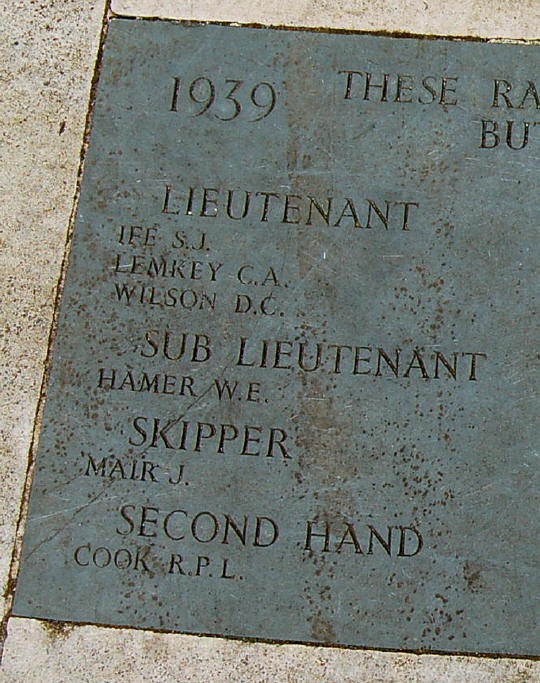 1939 THESE RA
BUT
LIEUTENANT
IFE S.J.
LEMKEY C.A.
WILSON D.C.
SUB LIEUTENANT
HAMER W.E.
SKIPPER
MAIR J.
SECOND HAND
COOK R.P.L.